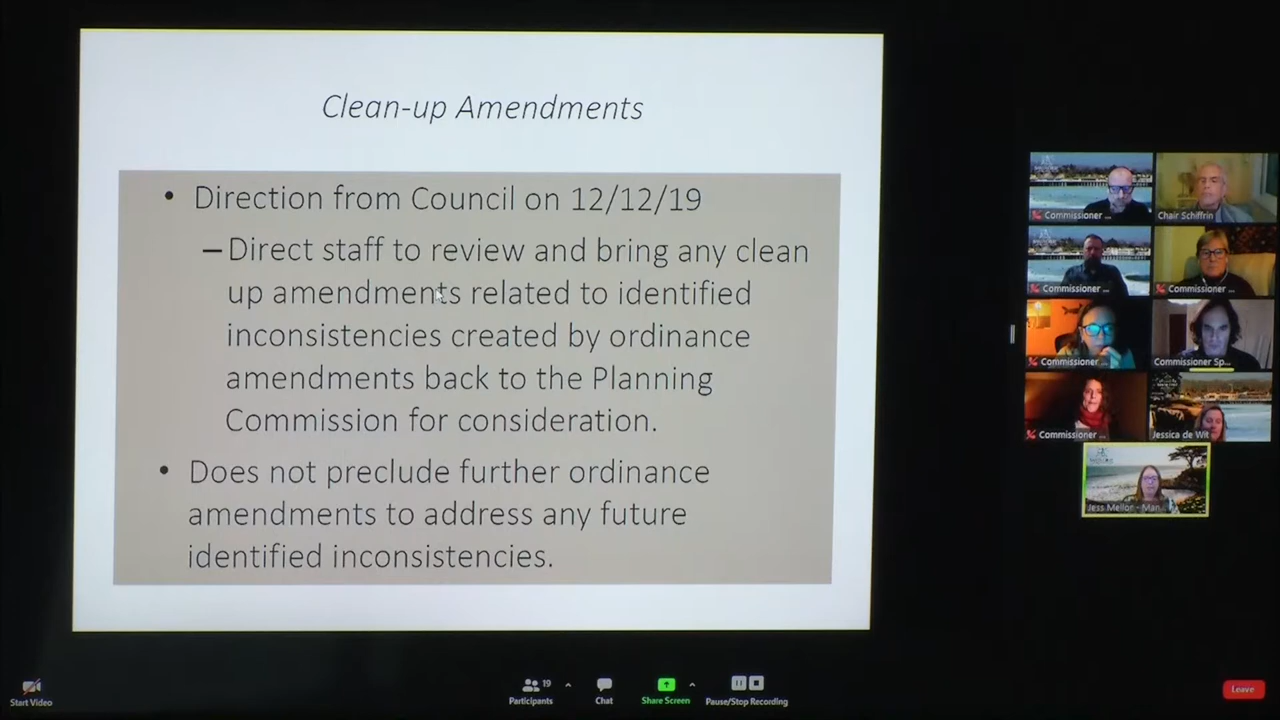 Clean-up Amendments
• Direction from Council on 12/12/19
– Direct staff to review and bring any clean
up amendments related to identified
inconsistencies created by ordinance
amendments back to the Planning
Commission for consideration.
• Does not preclude further ordinance
amendments to address any future
identified inconsistencies.
Commissioner ...
Chair Schiffrin
Commissioner ...
Commissioner ...
Commissioner ...
Commissioner Sp...
Commissioner ...
Jessica de Wit
Jess Mellor - Man...
Start Video
19
Participants
Chat
Share Screen
Pause/Stop Recording
Leave